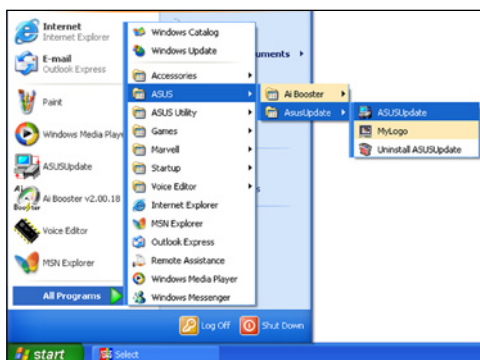 Internet
Internet Explorer
E-mail
Outlook Express
Paint
Windows Media Play
ASUSUpdate
Ai Booster v2.00.18
Voice Editor
MSN Explorer
All Programs
Windows Catalog
Windows Update
Accessories
ASUS
ASUS Utility
Games
Marvell
Startup
Voice Editor
Internet Explorer
MSN Explorer
Outlook Express
Remote Assistance
Windows Media Player
Windows Messenger
uments
s
Ai Booster
AsusUpdate
ASUSUpdate
MyLogo
Uninstall ASUSUpdate
Log Off
Shut Down
start
Select